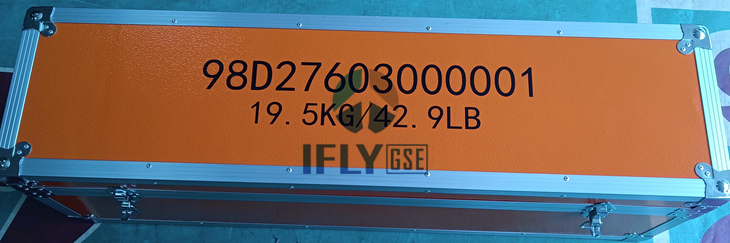 98D27603000001
19.5KG/42.9LB
IFLY GSE